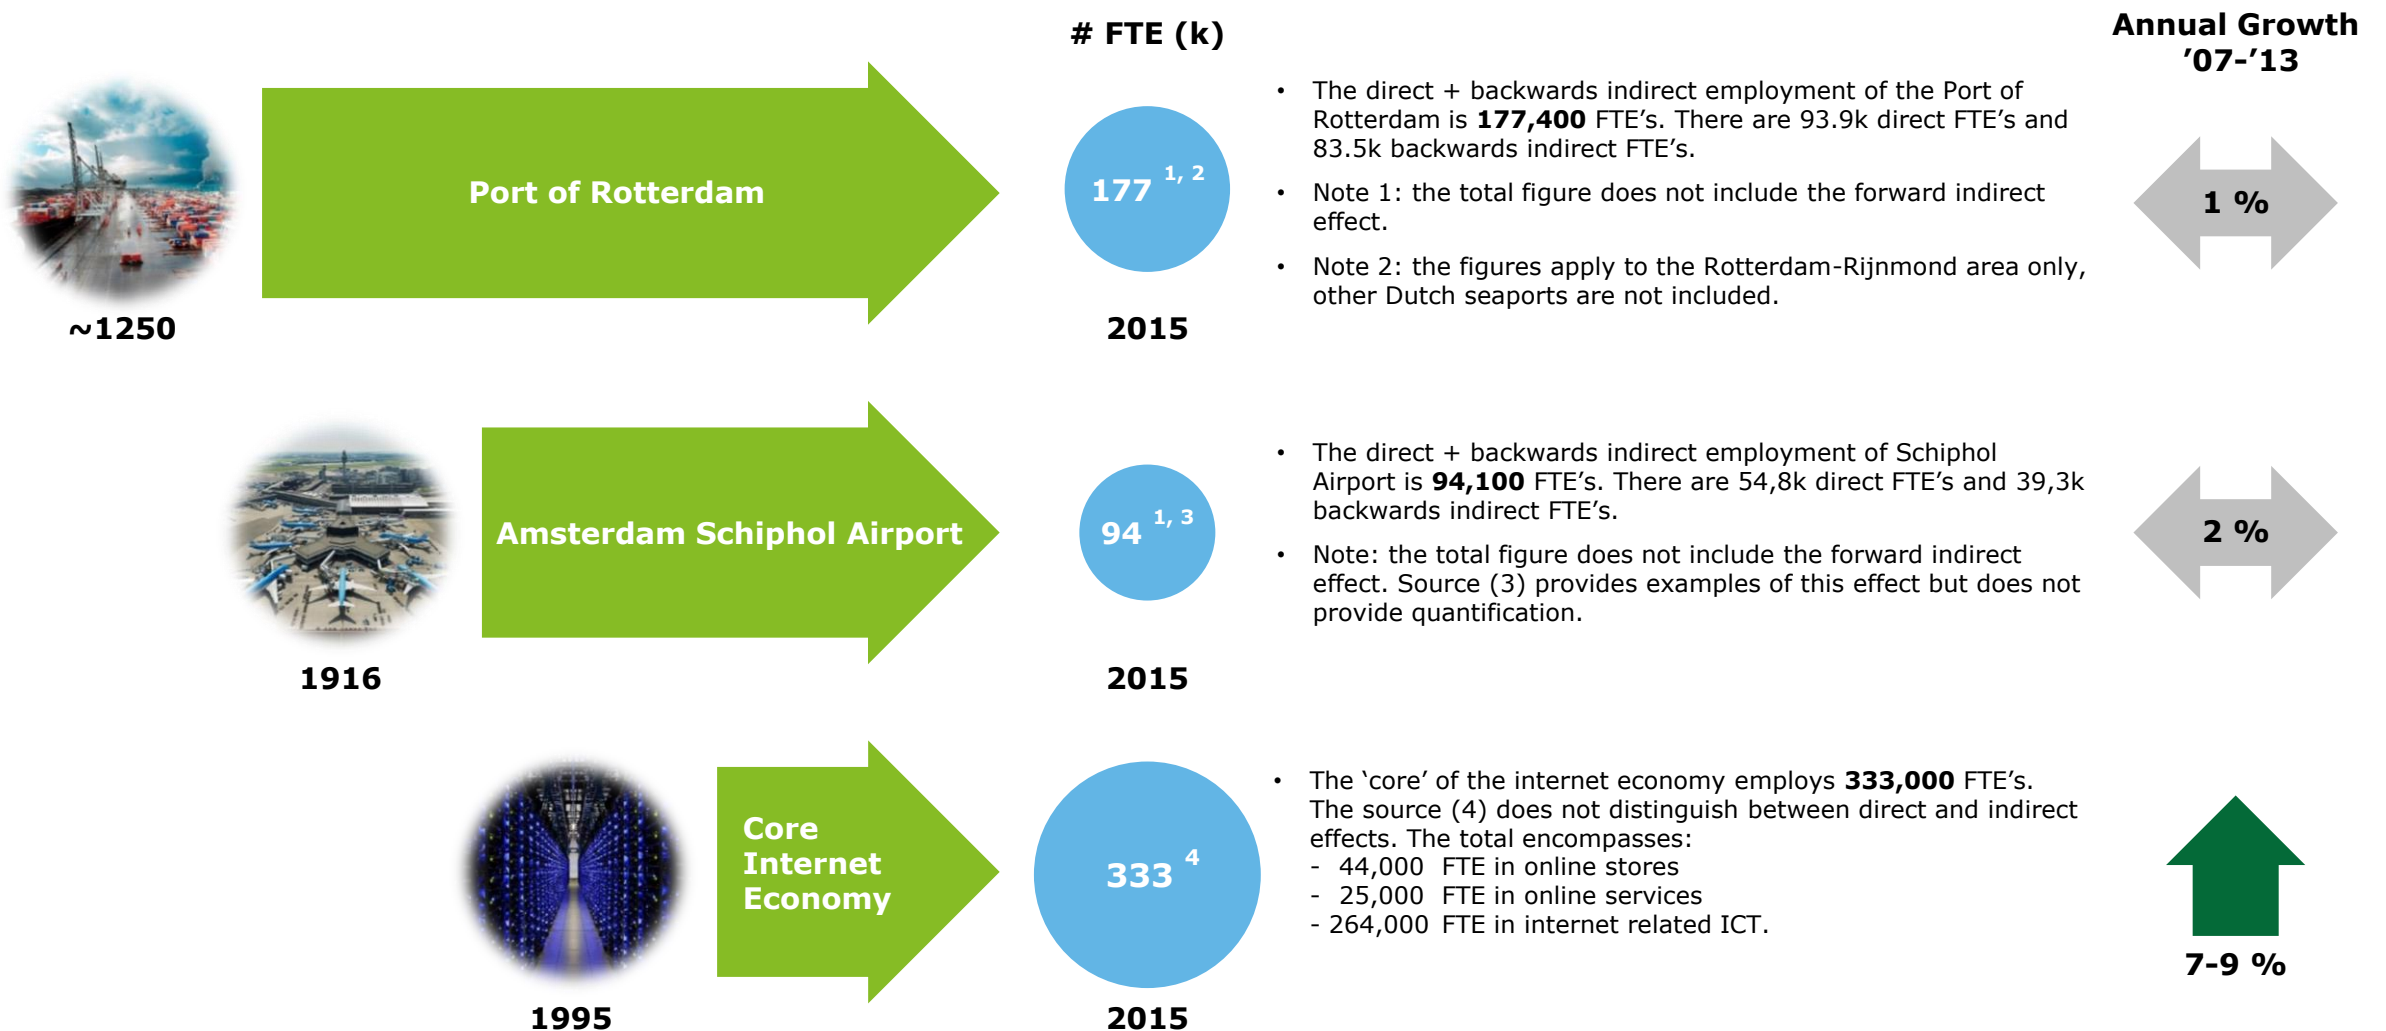 # FTE (k)
Annual Growth
’07-’13
Port of Rotterdam
177 1, 2
~1250
2015
• The direct + backwards indirect employment of the Port of
Rotterdam is 177,400 FTE’s. There are 93.9k direct FTE’s and
83.5k backwards indirect FTE’s.
• Note 1: the total figure does not include the forward indirect
effect.
• Note 2: the figures apply to the Rotterdam-Rijnmond area only,
other Dutch seaports are not included.
1 %
Amsterdam Schiphol Airport
94 1, 3
1916
2015
• The direct + backwards indirect employment of Schiphol
Airport is 94,100 FTE’s. There are 54,8k direct FTE’s and 39,3k
backwards indirect FTE’s.
• Note: the total figure does not include the forward indirect
effect. Source (3) provides examples of this effect but does not
provide quantification.
2 %
Core
Internet
Economy
333 4
1995
2015
• The ‘core’ of the internet economy employs 333,000 FTE’s.
The source (4) does not distinguish between direct and indirect
effects. The total encompasses:
- 44,000 FTE in online stores
- 25,000 FTE in online services
- 264,000 FTE in internet related ICT.
7-9 %